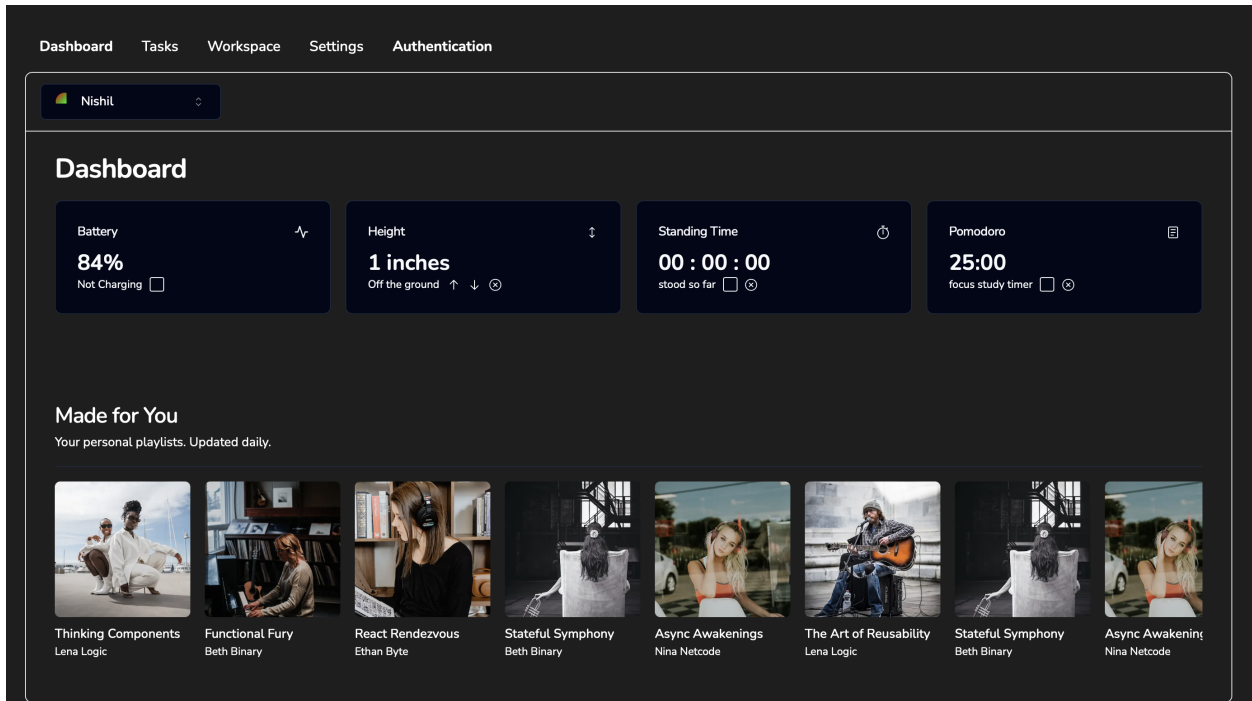 Dashboard Tasks Workspace Settings Authentication
Nishil
Dashboard
Battery
84%
Not Charging
Height
1 inches
Off the ground
Standing Time
00 : 00 : 00
stood so far
Pomodoro
25:00
focus study timer
Made for You
Your personal playlists. Updated daily.
Thinking Components
Lena Logic
Functional Fury
Beth Binary
React Rendezvous
Ethan Byte
Stateful Symphony
Beth Binary
Async Awakenings
Nina Netcode
The Art of Reusability
Lena Logic
Stateful Symphony
Beth Binary
Async Awakening
Nina Netcode